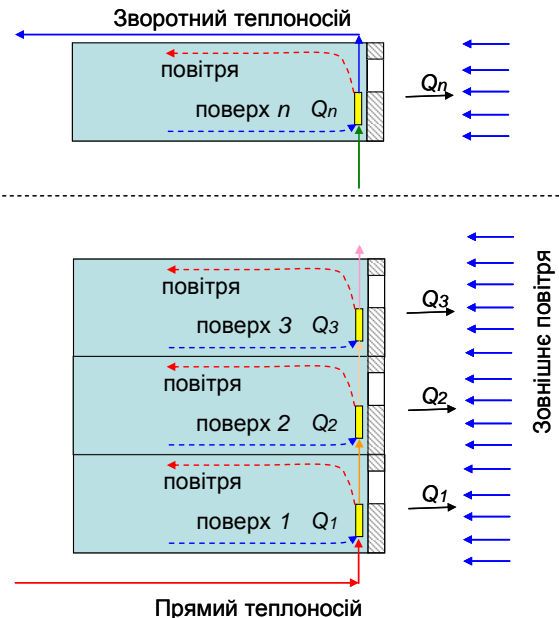 Зворотний теплоносій
повітря
поверх n Qn
Qn
повітря
поверх 3 Q3
Q3
повітря
поверх 2 Q2
Q2
повітря
поверх 1 Q1
Q1
Зовнішнє повітря
Прямий теплоносій